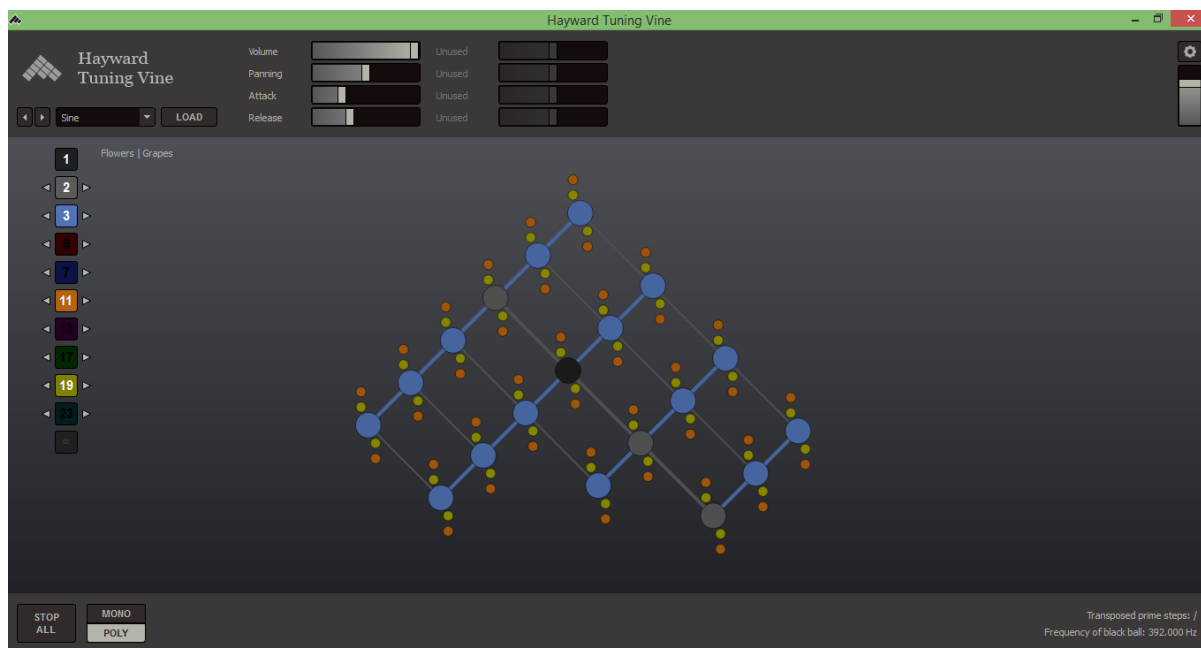 Hayward Tuning Vine
Hayward
Tuning Vine
Volume
Unused
Panning
Unused
Attack
Unused
Release
Unused
Sine
LOAD
Flowers | Grapes
1
2
3
5
7
11
13
17
19
23
=
STOP
ALL
MONO
POLY
Transposed prime steps: /
Frequency of black ball: 392.000 Hz